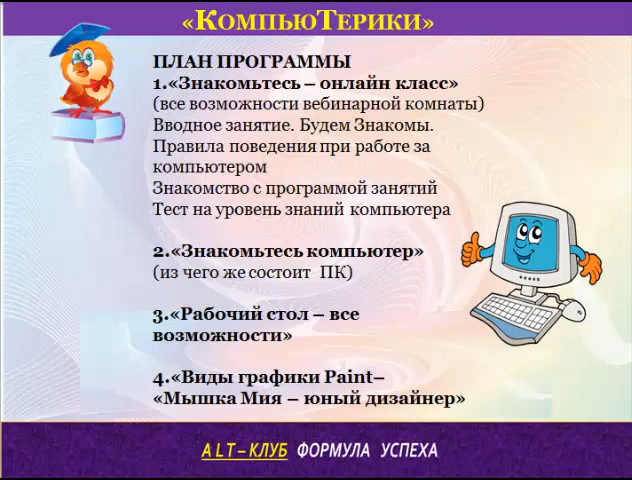 «КомпьюТерики»
ПЛАН ПРОГРАММЫ
1.«Знакомьтесь – онлайн класс»
(все возможности вебинарной комнаты)
Вводное занятие. Будем Знакомы.
Правила поведения при работе за
компьютером
Знакомство с программой занятий
Тест на уровень знаний компьютера
2.«Знакомьтесь компьютер»
(из чего же состоит ПК)
3.«Рабочий стол – все
возможности»
4.«Виды графики Paint–
«Мышка Мия – юный дизайнер»
ALT – КЛУБ ФОРМУЛА УСПЕХА